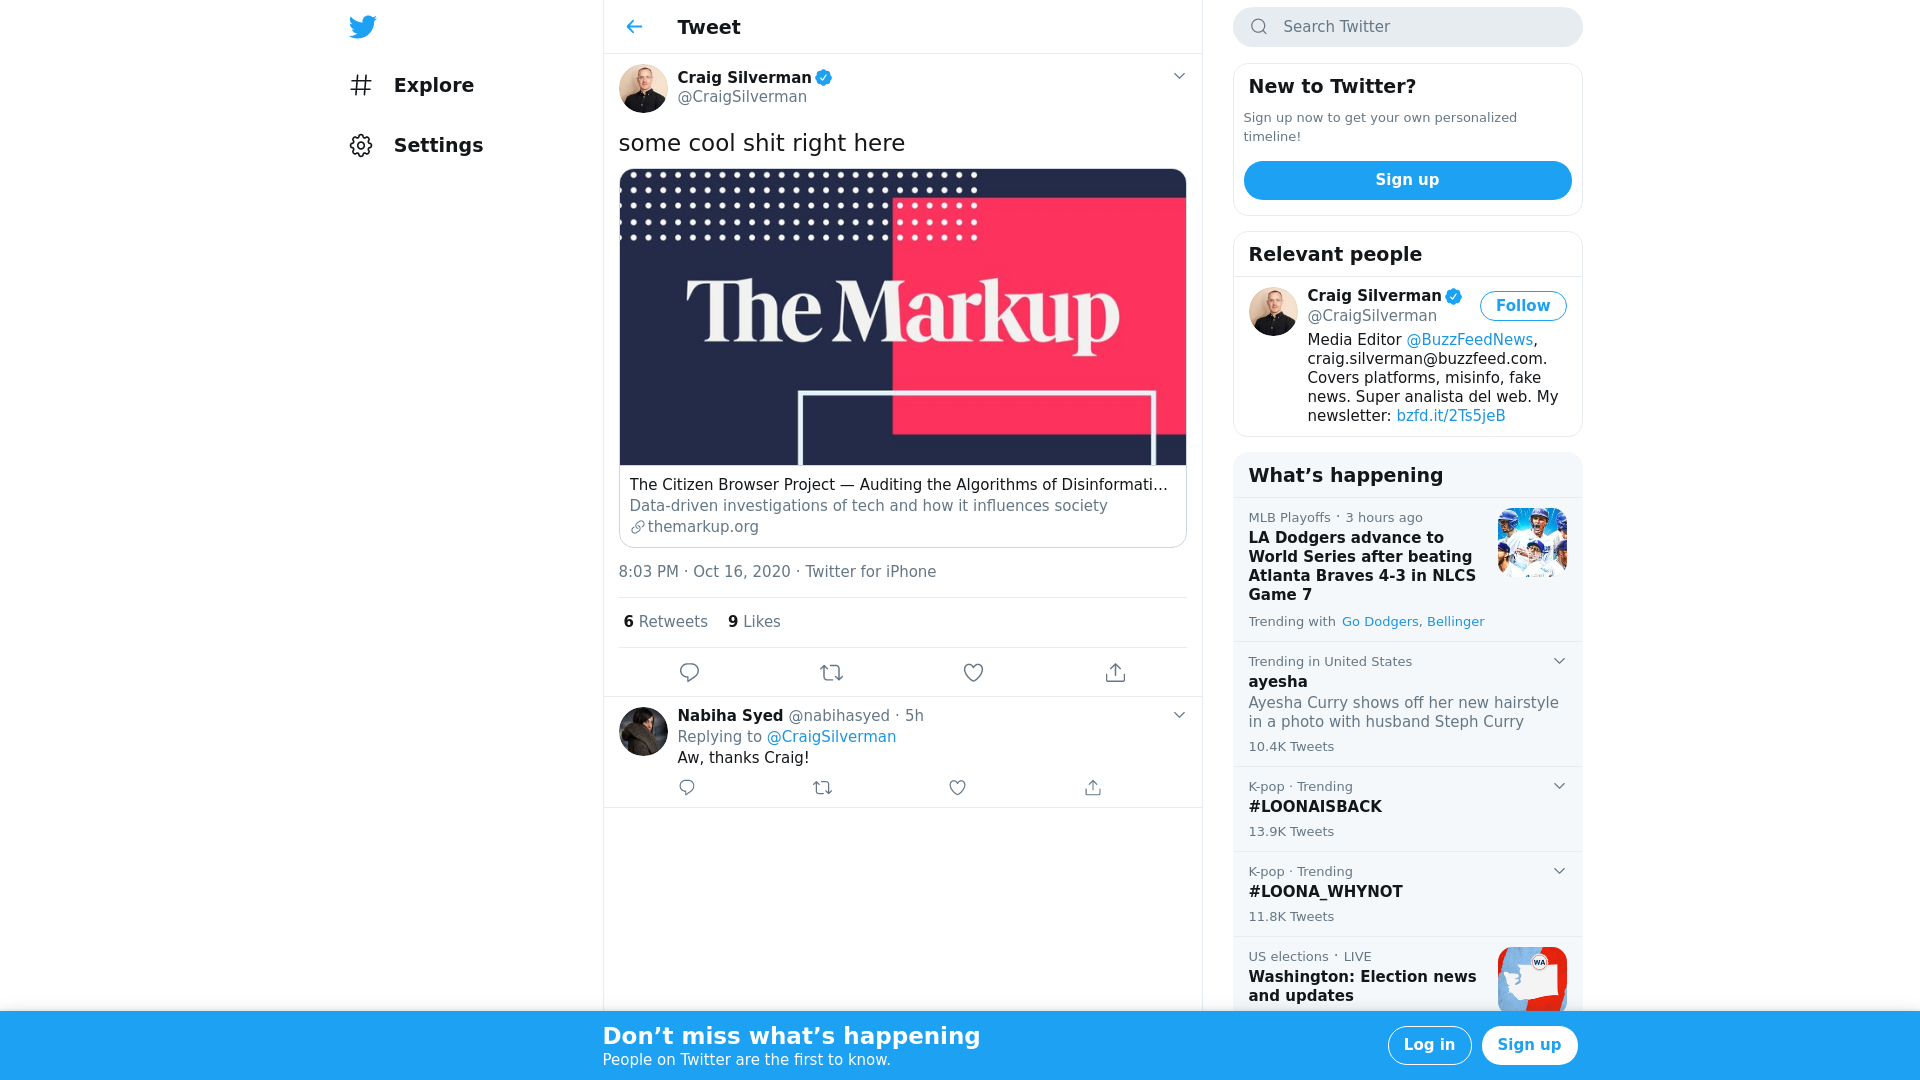 Explore
Settings
Tweet
Craig Silverman
@CraigSilverman
some cool shit right here
The Markup
The Citizen Browser Project — Auditing the Algorithms of Disinformati…
Data-driven investigations of tech and how it influences society
themarkup.org
8:03 PM · Oct 16, 2020 · Twitter for iPhone
6 Retweets 9 Likes
Nabiha Syed @nabihasyed · 5h
Replying to @CraigSilverman
Aw, thanks Craig!
Search Twitter
New to Twitter?
Sign up now to get your own personalized
timeline!
Sign up
Relevant people
Craig Silverman
@CraigSilverman
Follow
Media Editor @BuzzFeedNews,
craig.silverman@buzzfeed.com.
Covers platforms, misinfo, fake
news. Super analista del web. My
newsletter: bzfd.it/2Ts5jeB
What’s happening
MLB Playoffs · 3 hours ago
LA Dodgers advance to
World Series after beating
Atlanta Braves 4-3 in NLCS
Game 7
Trending with Go Dodgers, Bellinger
Trending in United States
ayesha
Ayesha Curry shows off her new hairstyle
in a photo with husband Steph Curry
10.4K Tweets
K-pop · Trending
#LOONAISBACK
13.9K Tweets
K-pop · Trending
#LOONA_WHYNOT
11.8K Tweets
US elections · LIVE
Washington: Election news
and updates
WA
Don’t miss what’s happening
People on Twitter are the first to know.
Log in
Sign up